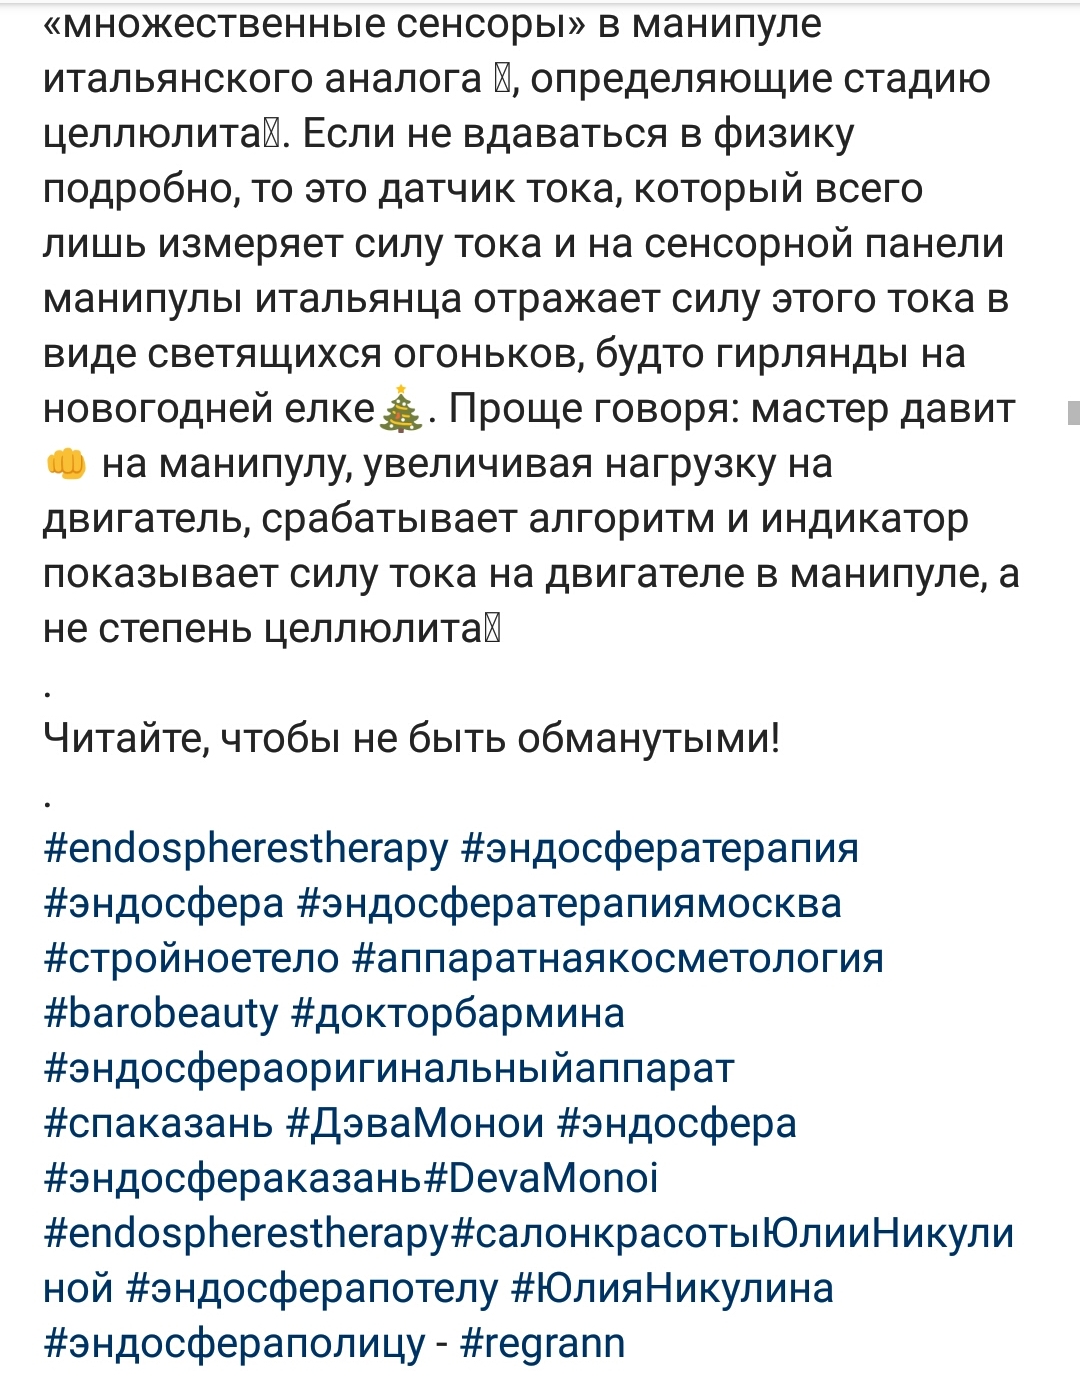 «множественные сенсоры» в манипуле
итальянского аналога , определяющие стадию
целлюлита. Если не вдаваться в физику
подробно, то это датчик тока, который всего
лишь измеряет силу тока и на сенсорной панели
манипулы итальянца отражает силу этого тока в
виде светящихся огоньков, будто гирлянды на
новогодней елке🎄. Проще говоря: мастер давит
👊 на манипулу, увеличивая нагрузку на
двигатель, срабатывает алгоритм и индикатор
показывает силу тока на двигателе в манипуле, а
не степень целлюлита
.
Читайте, чтобы не быть обманутыми!
.
#endospherestherapy #эндосфератерапия
#эндосфера #эндосфератерапиямосква
#стройноетело #аппаратнаякосметология
#barobeauty #докторбармина
#эндосфераоригинальныйаппарат
#спаказань #ДэваМонои #эндосфера
#эндосфераказань#DevaMonoi
#endospherestherapy#салонкрасотыЮлииНикули
ной #эндосферапотелу #ЮлияНикулина
#эндосфераполицу - #regrann